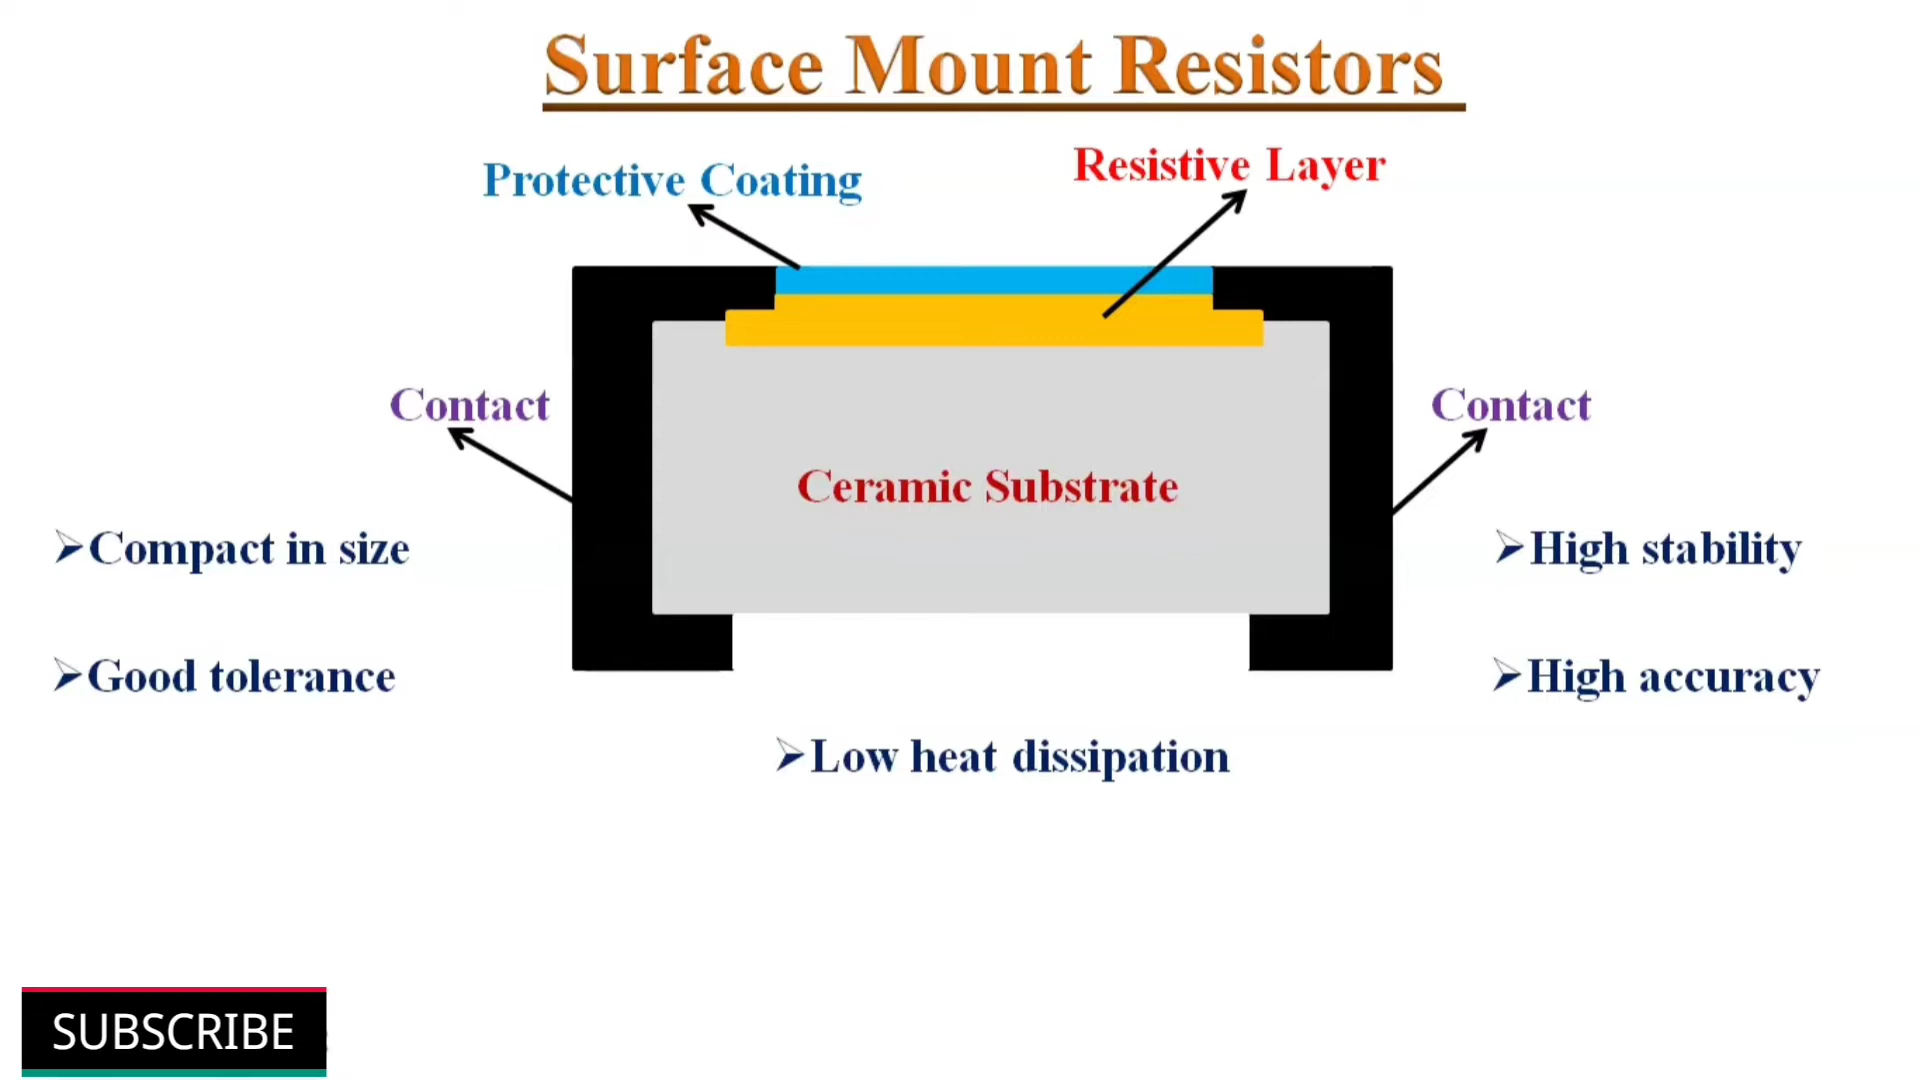 Surface Mount Resistors
Protective Coating
Resistive Layer
Contact
Contact
Ceramic Substrate
➢Compact in size
➢High stability
➢Good tolerance
➢High accuracy
➢Low heat dissipation
SUBSCRIBE